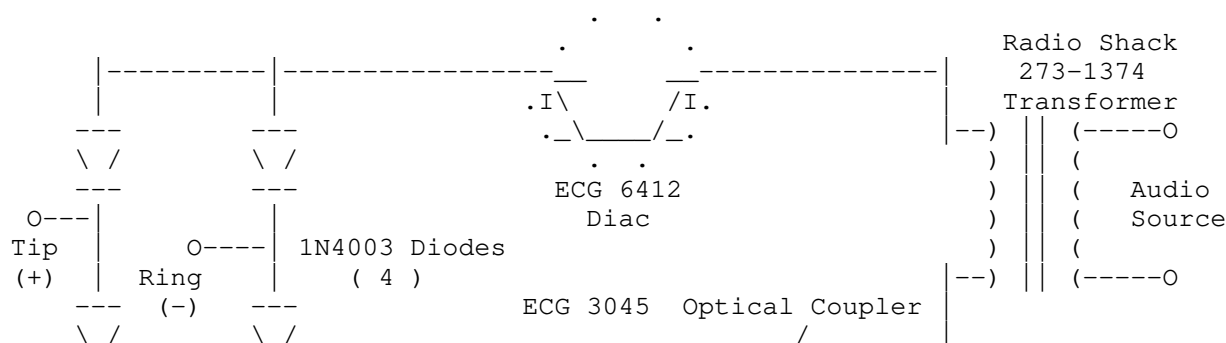 Radio Shack
273-1374
.I\ /I. Transformer
O
ECG 6412
Diac
Audio
O---| Source
Tip O----| 1N4003 Diodes
(+) Ring ( 4 ) O
(-) ECG 3045 Optical Coupler